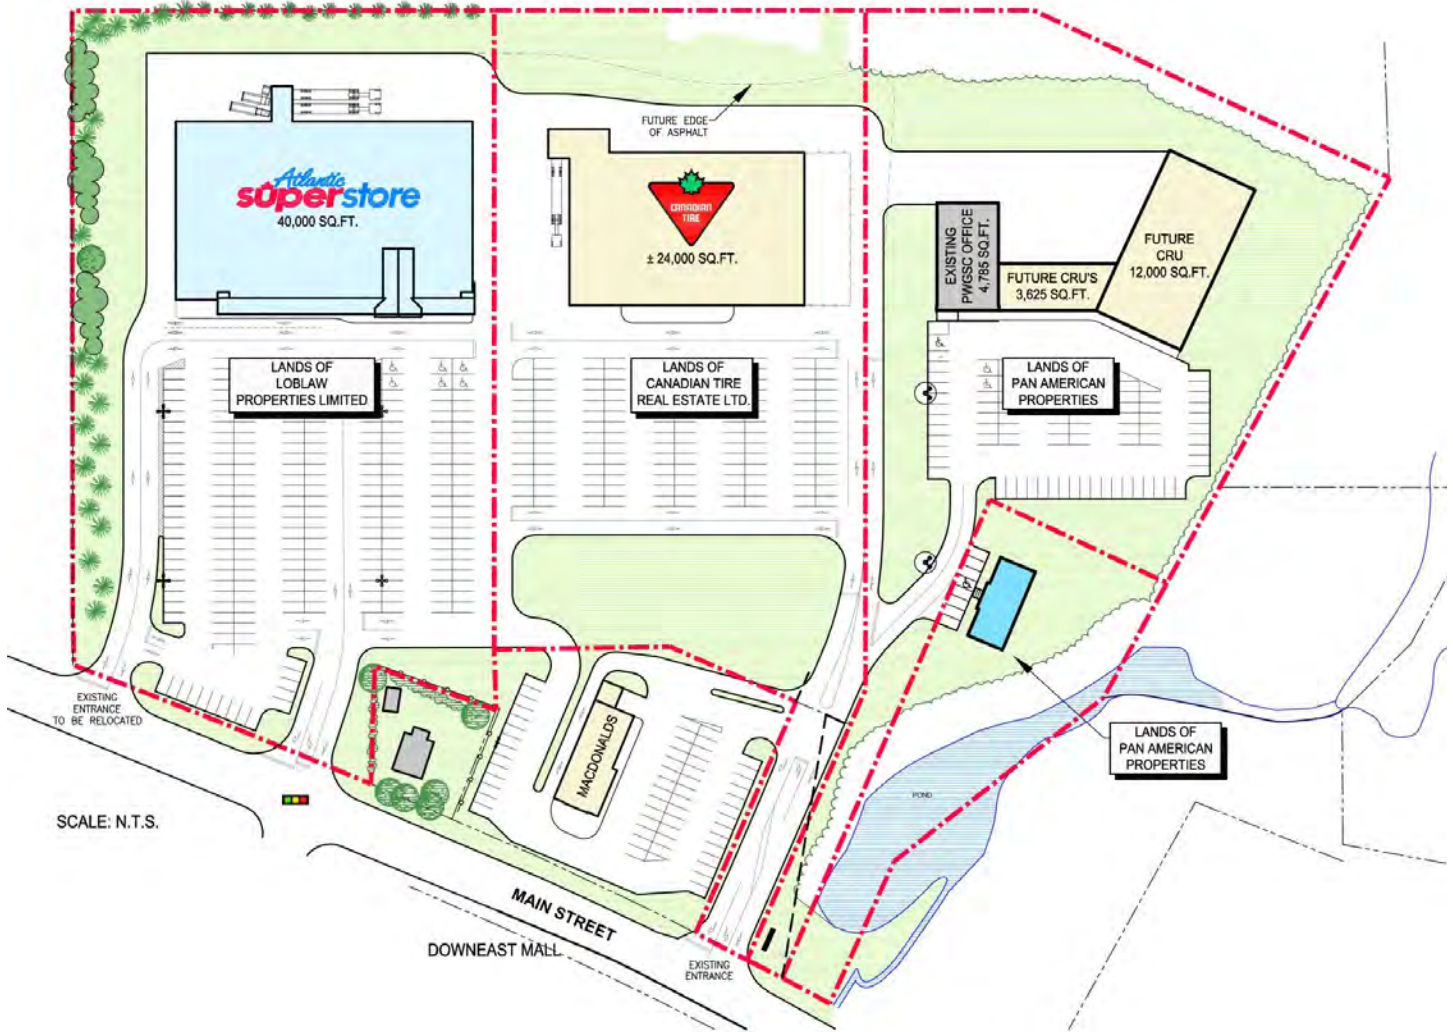 FUTURE EDGE
OF ASPHALT
Atlantic
superstore
40,000 SQ.FT.
CANADIAN
TIRE
± 24,000 SQ.FT.
EXISTING
PWGSC OFFICE
4,785 SQ.FT.
FUTURE CRU'S
3,625 SQ.FT.
FUTURE
CRU
12,000 SQ.FT.
LANDS OF
LOBLAW
PROPERTIES LIMITED
LANDS OF
CANADIAN TIRE
REAL ESTATE LTD.
LANDS OF
PAN AMERICAN
PROPERTIES
EXISTING
ENTRANCE
TO BE RELOCATED
MACDONALDS
LANDS OF
PAN AMERICAN
PROPERTIES
POND
SCALE: N.T.S.
MAIN STREET
DOWNEAST MALL
EXISTING
ENTRANCE